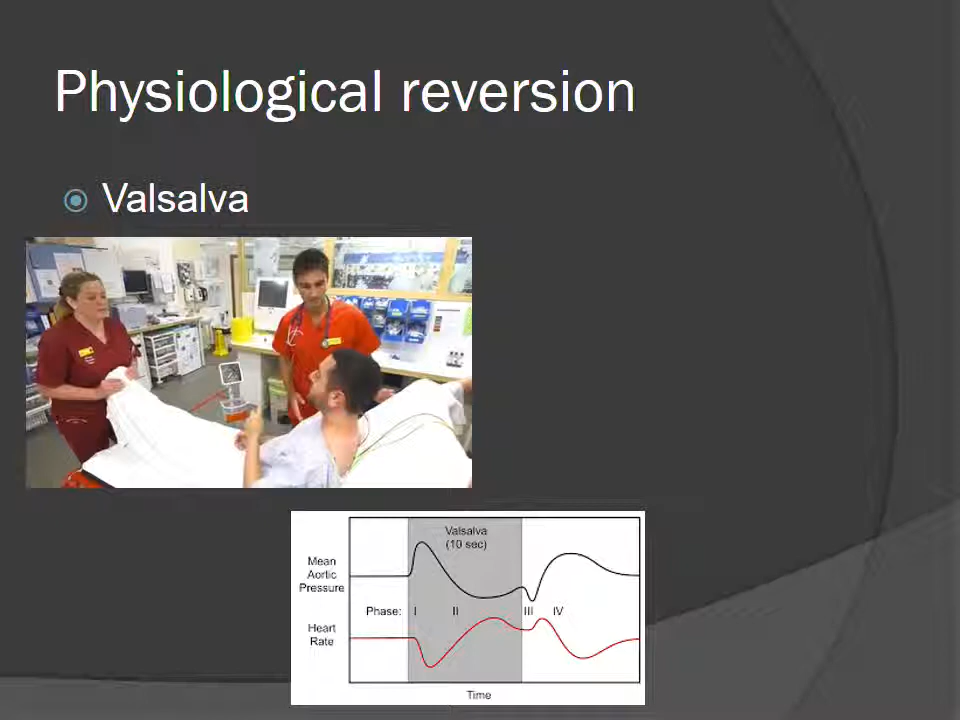 Physiological reversion
Valsalva
Valsalva
(10 sec)
Mean
Aortic
Pressure
Phase: I II III IV
Heart
Rate
Time